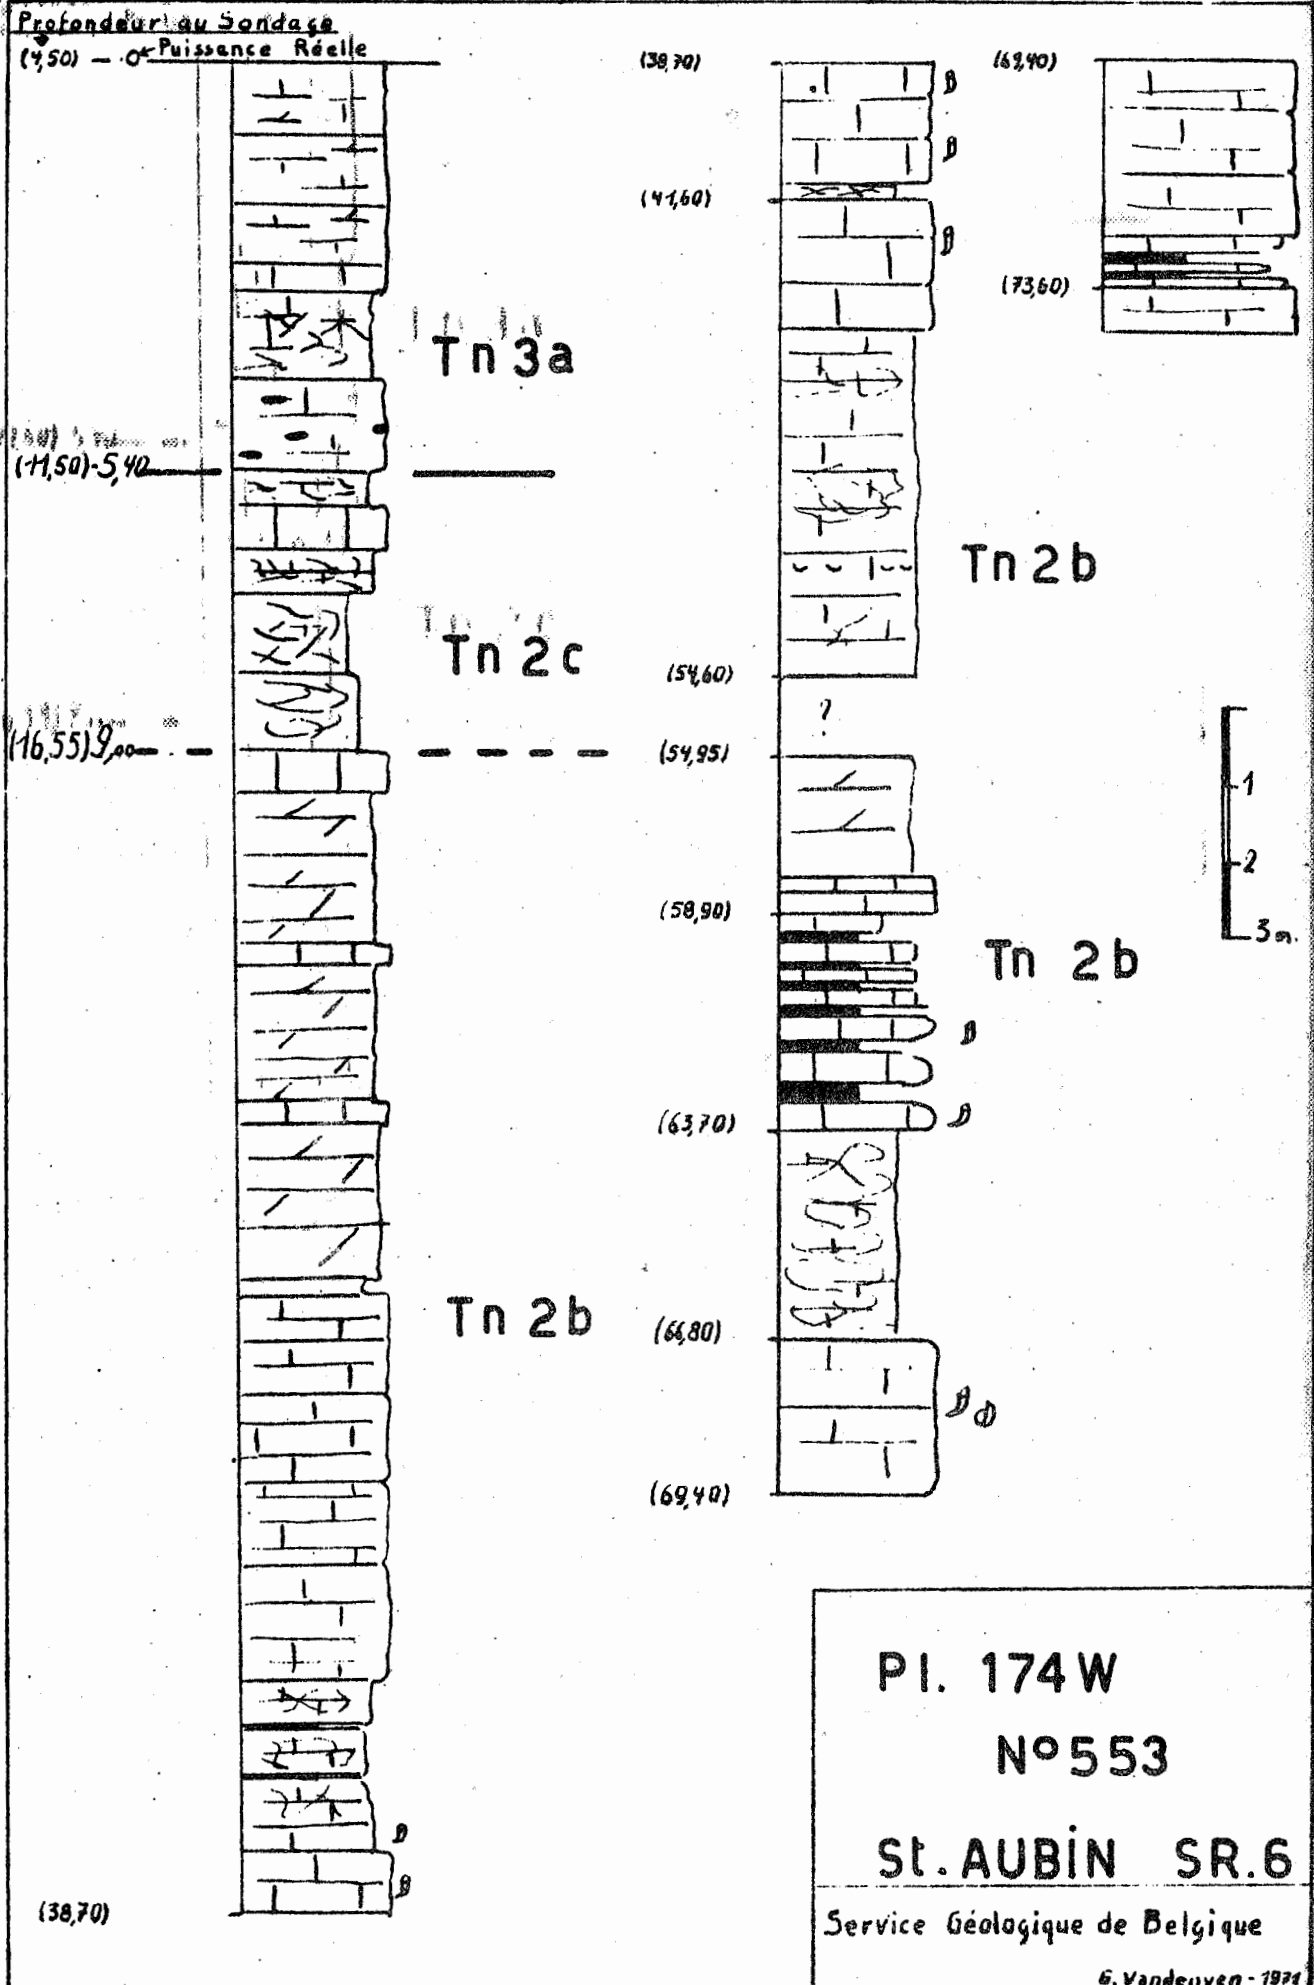 Profondeur au Sondage
(4,50) — 0 Puissance Réelle
Tn 3a
(11,50)-5,40
Tn 2c
(16,55) 9,00
Tn 2b
(38,70)
(38,70)
(41,60)
Tn 2b
(54,60)
?
(54,95)
(58,90)
Tn 2b
(63,70)
(66,80)
(69,40)
(69,40)
(73,60)
1
2
3 m.
Pl. 174W
No553
St. AUBiN SR.6
Service Géologique de Belgique
G. Vandenven - 1971